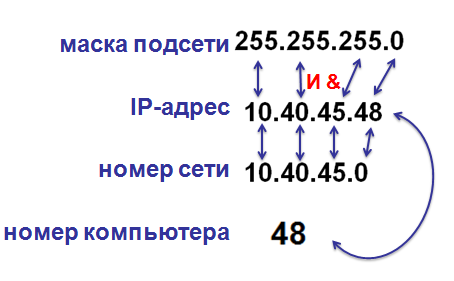 маска подсети 255.255.255.0
И &
IP-адрес 10.40.45.48
номер сети 10.40.45.0
номер компьютера 48